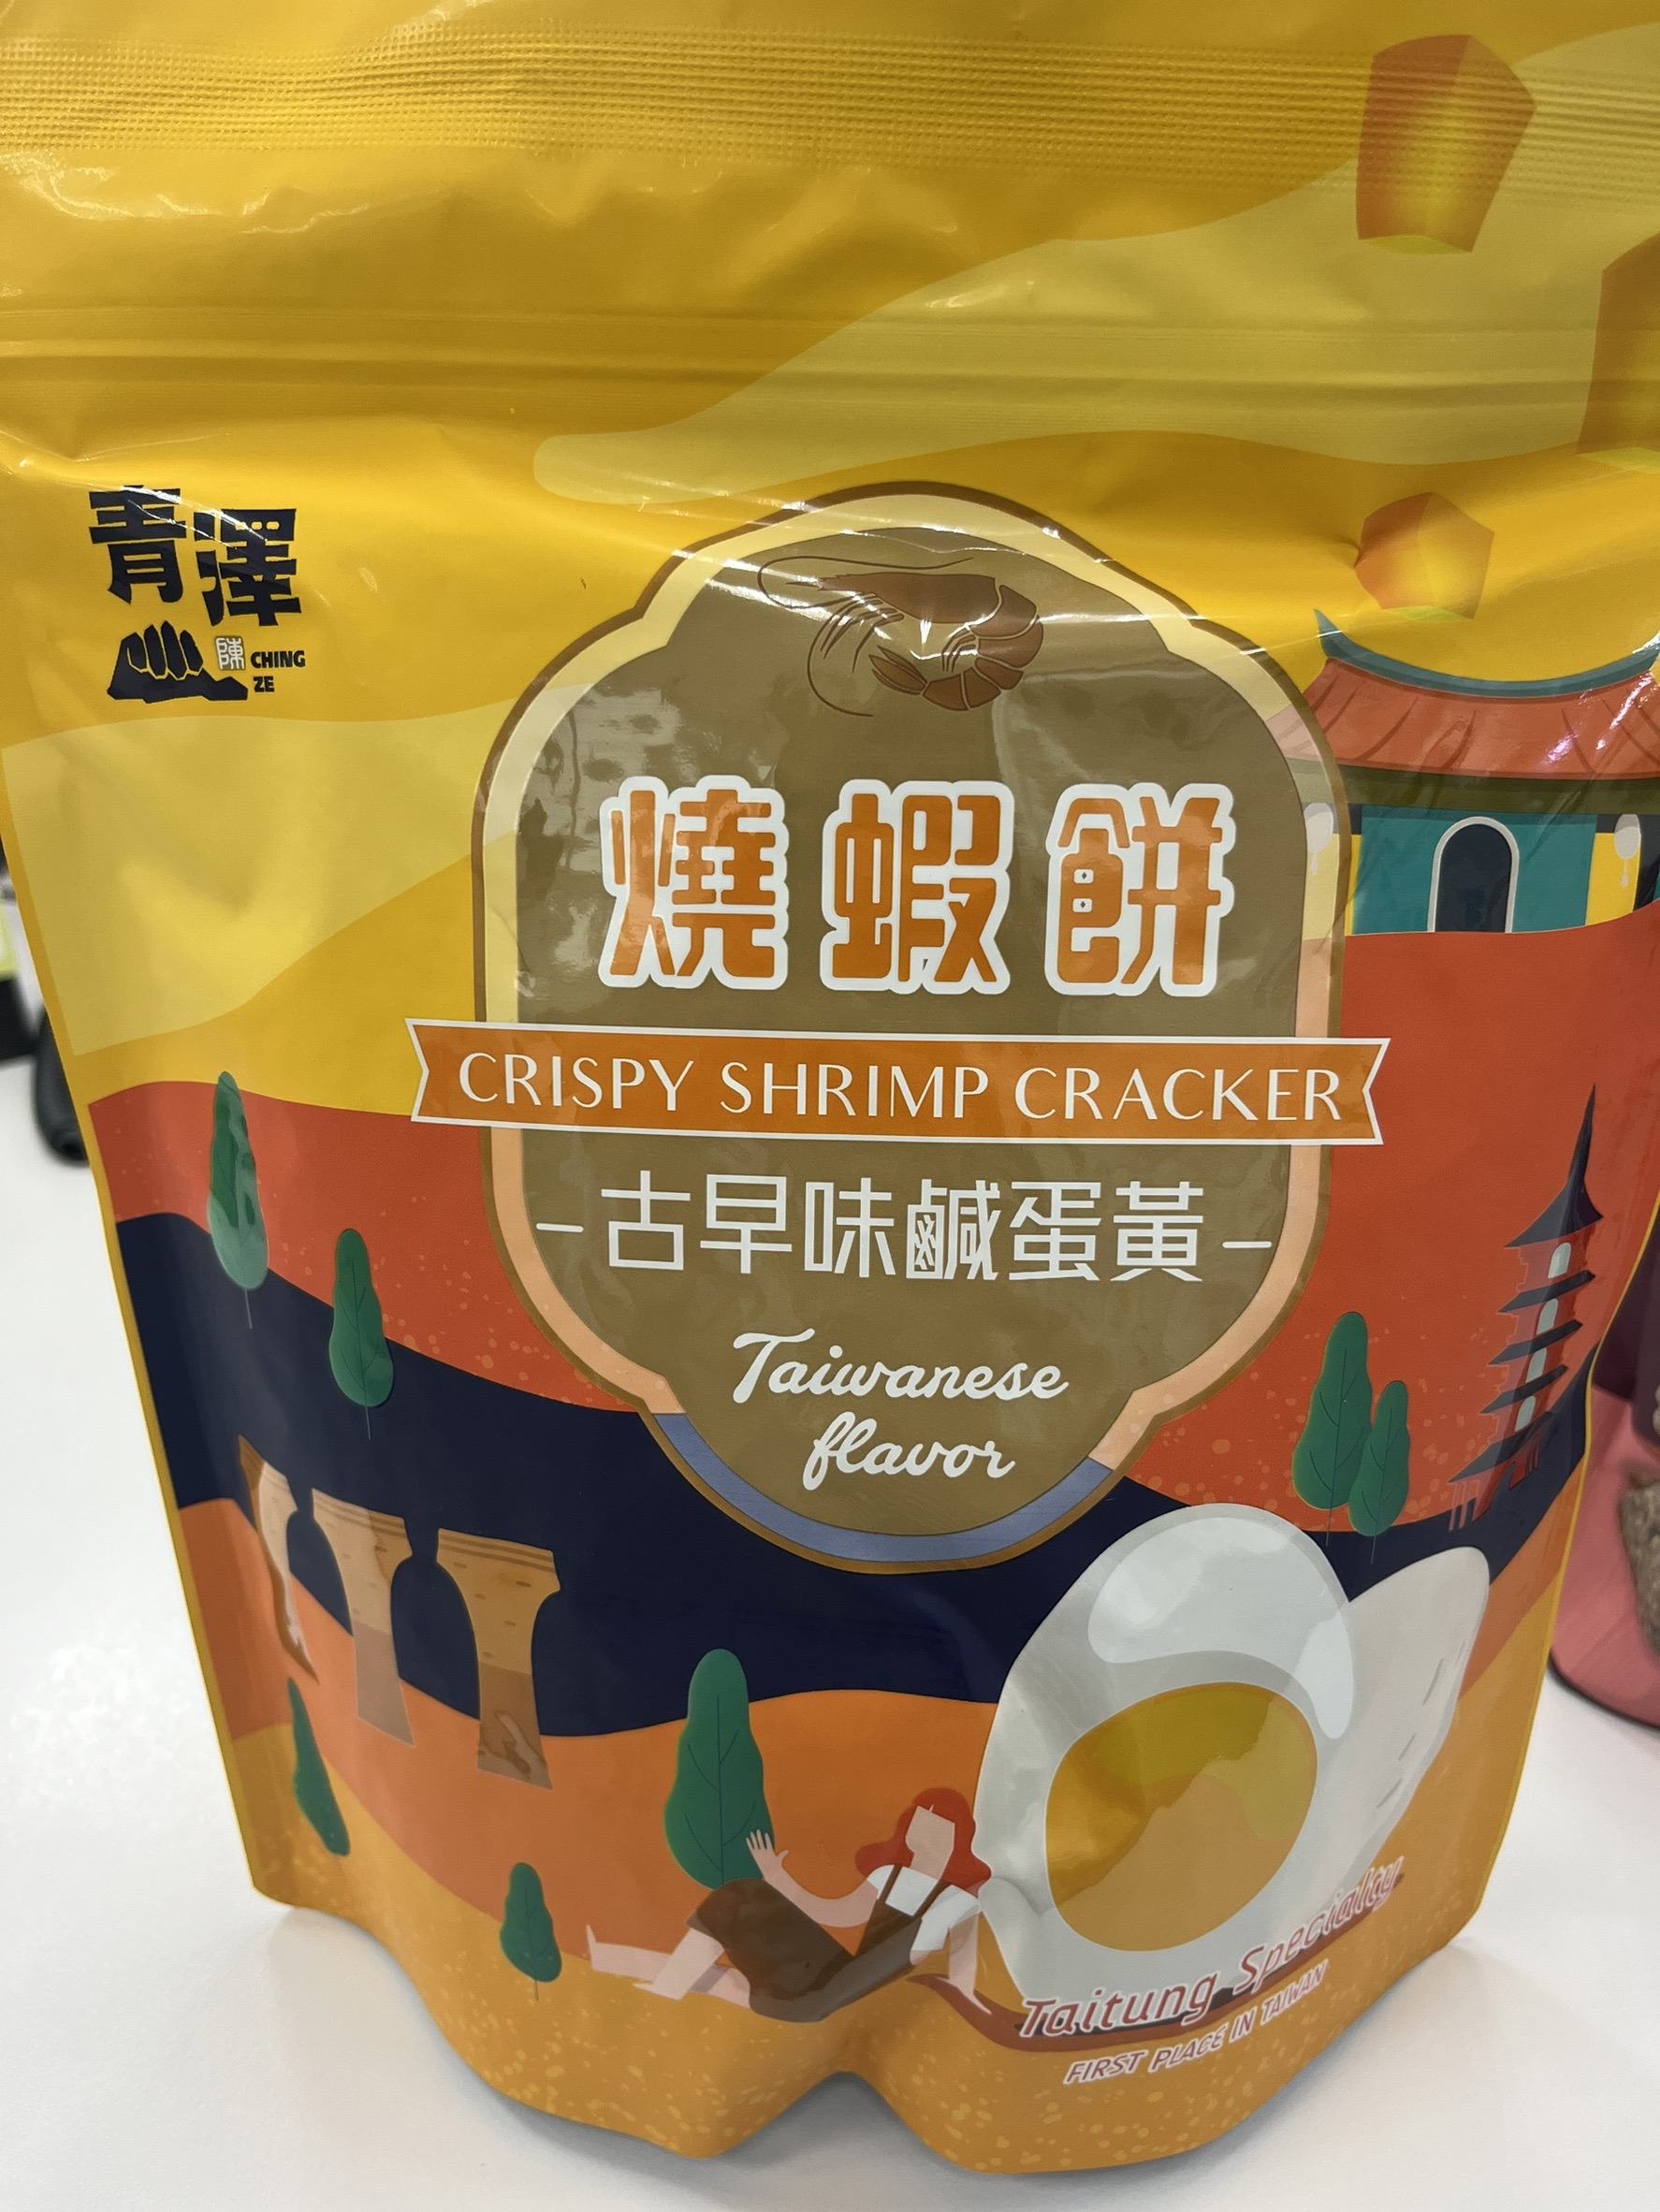 青澤
陳 CHING
ZE
燒蝦餅
CRISPY SHRIMP CRACKER
古早味鹹蛋黃
Taiwanese
flavor
Taitung Specialty
FIRST PLACE IN TAIWAN